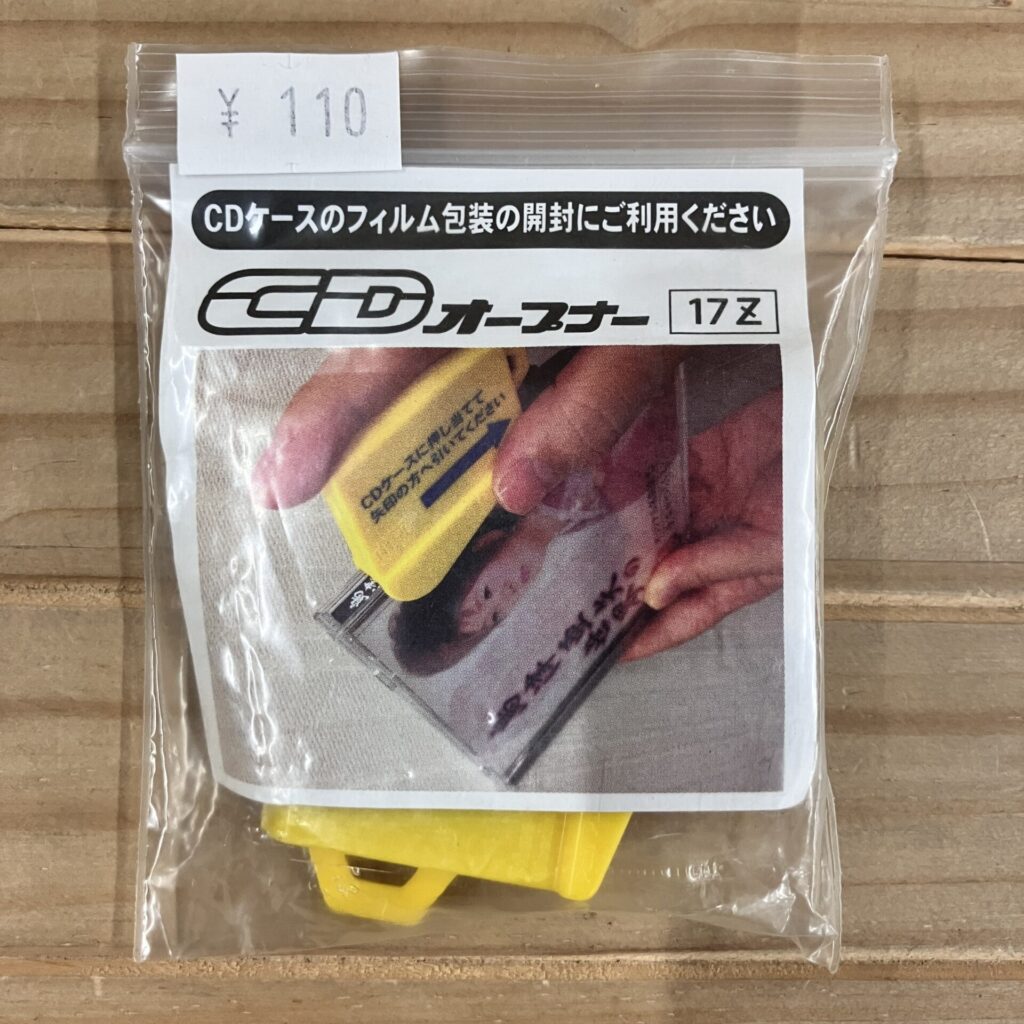 ¥ 110
CDケースのフィルム包装の開封にご利用ください
CDオープナー 17Z
CDケースに押し当てて
矢印の方へ引いてください